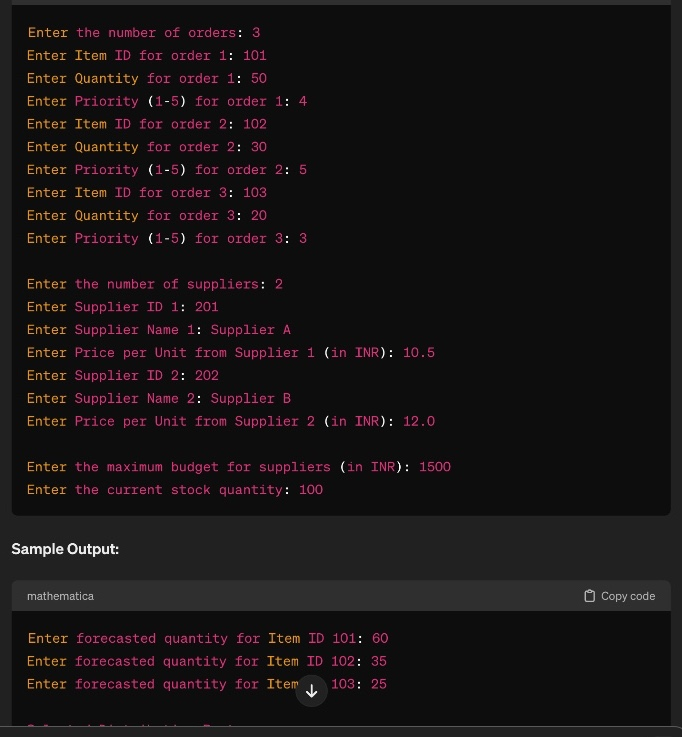 Enter the number of orders: 3
Enter Item ID for order 1: 101
Enter Quantity for order 1: 50
Enter Priority (1-5) for order 1: 4
Enter Item ID for order 2: 102
Enter Quantity for order 2: 30
Enter Priority (1-5) for order 2: 5
Enter Item ID for order 3: 103
Enter Quantity for order 3: 20
Enter Priority (1-5) for order 3: 3
Enter the number of suppliers: 2
Enter Supplier ID 1: 201
Enter Supplier Name 1: Supplier A
Enter Price per Unit from Supplier 1 (in INR): 10.5
Enter Supplier ID 2: 202
Enter Supplier Name 2: Supplier B
Enter Price per Unit from Supplier 2 (in INR): 12.0
Enter the maximum budget for suppliers (in INR): 1500
Enter the current stock quantity: 100
Sample Output:
mathematica Copy code
Enter forecasted quantity for Item ID 101: 60
Enter forecasted quantity for Item ID 102: 35
Enter forecasted quantity for Item 103: 25